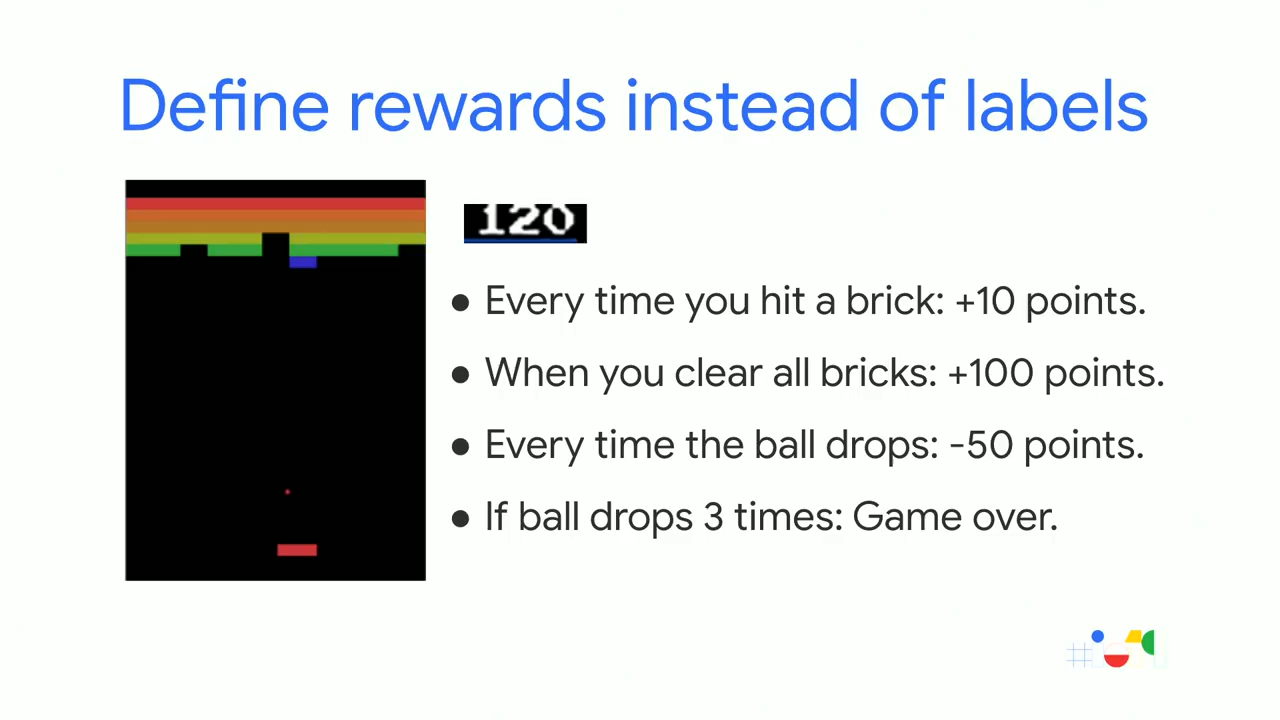 Define rewards instead of labels
120
● Every time you hit a brick: +10 points.
● When you clear all bricks: +100 points.
● Every time the ball drops: -50 points.
● If ball drops 3 times: Game over.